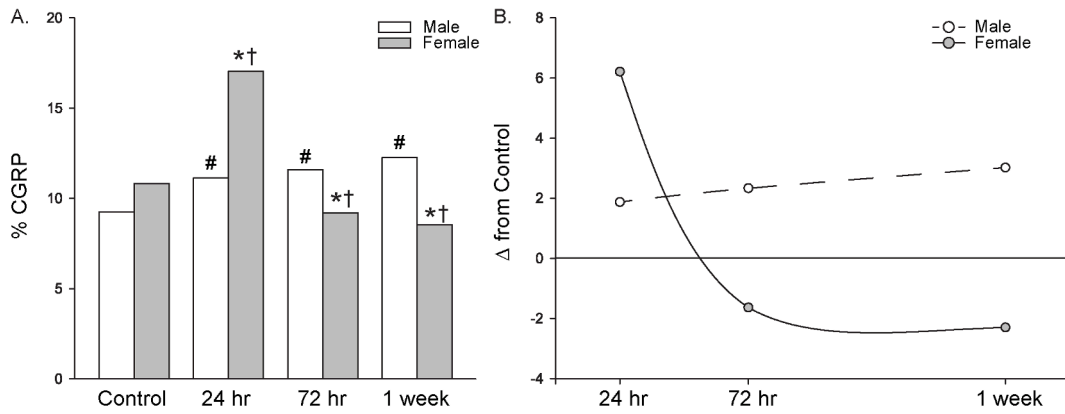 A.
% CGRP
20
15
10
5
0
Male
Female
#
*†
#
*†
#
*†
Control
24 hr
72 hr
1 week
B.
Δ from Control
8
6
4
2
0
-2
-4
Male
Female
24 hr
72 hr
1 week